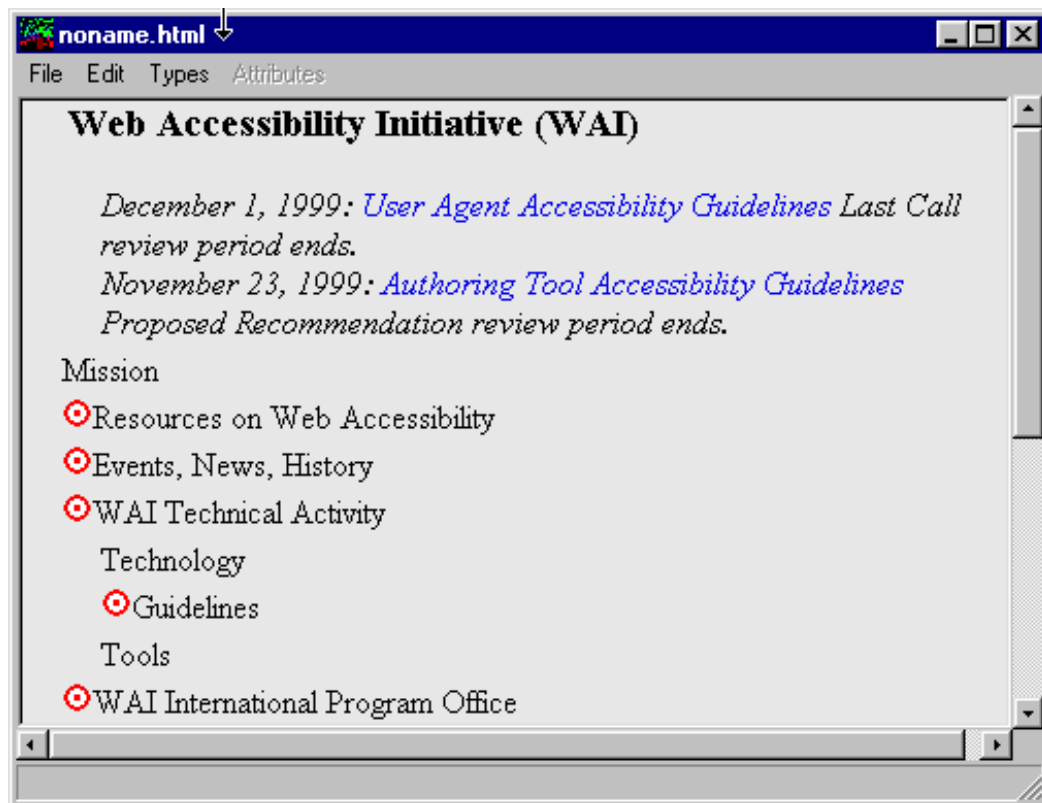 noname.html
File Edit Types Attributes
Web Accessibility Initiative (WAI)
December 1, 1999: User Agent Accessibility Guidelines Last Call
review period ends.
November 23, 1999: Authoring Tool Accessibility Guidelines
Proposed Recommendation review period ends.
Mission
Resources on Web Accessibility
Events, News, History
WAI Technical Activity
Technology
Guidelines
Tools
WAI International Program Office